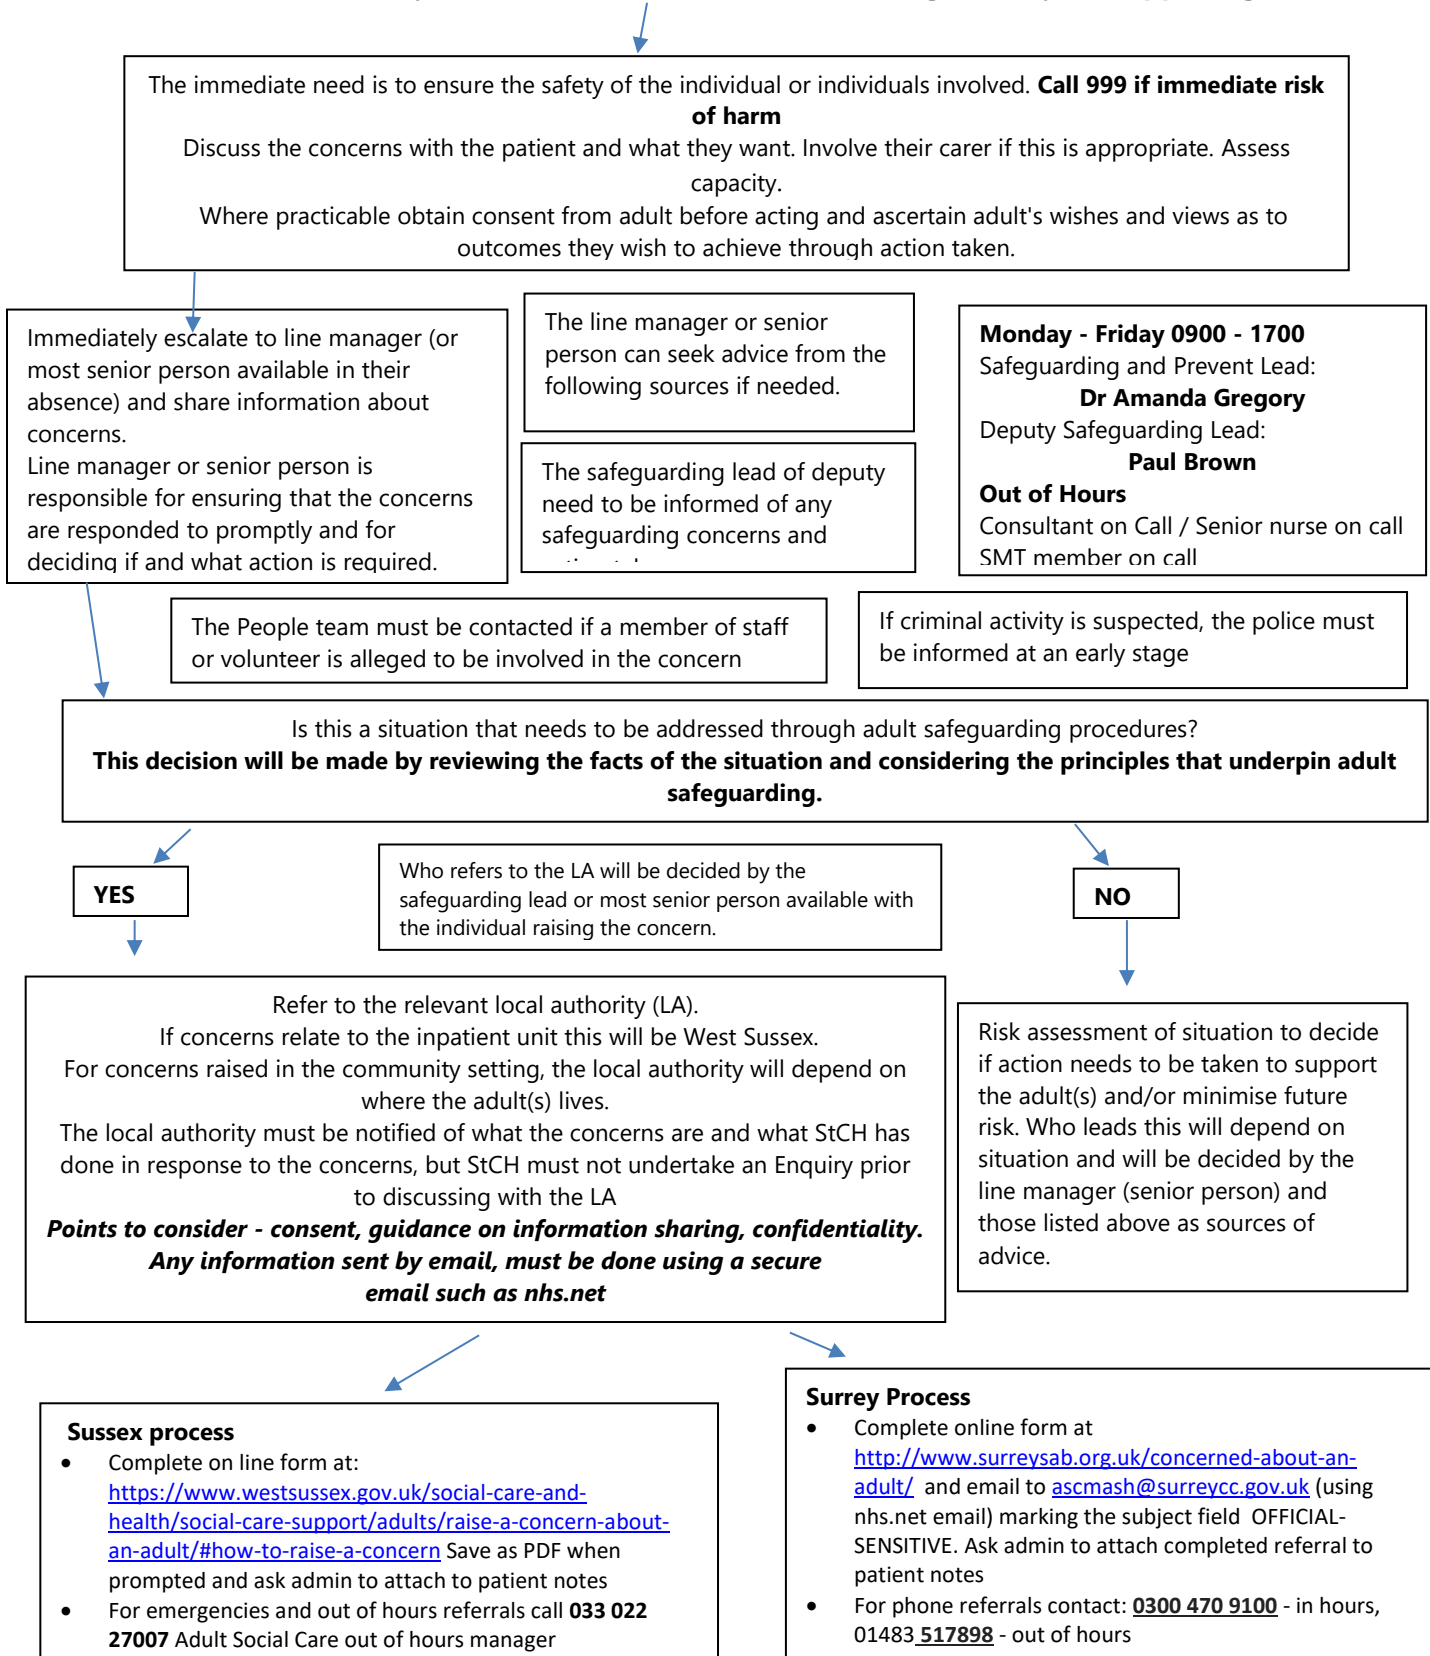 The immediate need is to ensure the safety of the individual or individuals involved. Call 999 if immediate risk
of harm
Discuss the concerns with the patient and what they want. Involve their carer if this is appropriate. Assess
capacity.
Where practicable obtain consent from adult before acting and ascertain adult's wishes and views as to
outcomes they wish to achieve through action taken.
Immediately escalate to line manager (or
most senior person available in their
absence) and share information about
concerns.
Line manager or senior person is
responsible for ensuring that the concerns
are responded to promptly and for
deciding if and what action is required.
The line manager or senior
person can seek advice from the
following sources if needed.
The safeguarding lead of deputy
need to be informed of any
safeguarding concerns and
Monday - Friday 0900 - 1700
Safeguarding and Prevent Lead:
Dr Amanda Gregory
Deputy Safeguarding Lead:
Paul Brown
Out of Hours
Consultant on Call / Senior nurse on call
SMT member on call
The People team must be contacted if a member of staff
or volunteer is alleged to be involved in the concern
If criminal activity is suspected, the police must
be informed at an early stage
Is this a situation that needs to be addressed through adult safeguarding procedures?
This decision will be made by reviewing the facts of the situation and considering the principles that underpin adult
safeguarding.
YES
Who refers to the LA will be decided by the
safeguarding lead or most senior person available with
the individual raising the concern.
NO
Refer to the relevant local authority (LA).
If concerns relate to the inpatient unit this will be West Sussex.
For concerns raised in the community setting, the local authority will depend on
where the adult(s) lives.
The local authority must be notified of what the concerns are and what StCH has
done in response to the concerns, but StCH must not undertake an Enquiry prior
to discussing with the LA
Points to consider - consent, guidance on information sharing, confidentiality.
Any information sent by email, must be done using a secure
email such as nhs.net
Risk assessment of situation to decide
if action needs to be taken to support
the adult(s) and/or minimise future
risk. Who leads this will depend on
situation and will be decided by the
line manager (senior person) and
those listed above as sources of
advice.
Sussex process
• Complete on line form at:
https://www.westsussex.gov.uk/social-care-and-
health/social-care-support/adults/raise-a-concern-about-
an-adult/#how-to-raise-a-concern Save as PDF when
prompted and ask admin to attach to patient notes
• For emergencies and out of hours referrals call 033 022
27007 Adult Social Care out of hours manager
Surrey Process
• Complete online form at
http://www.surreysab.org.uk/concerned-about-an-
adult/ and email to ascmash@surreycc.gov.uk (using
nhs.net email) marking the subject field OFFICIAL-
SENSITIVE. Ask admin to attach completed referral to
patient notes
• For phone referrals contact: 0300 470 9100 - in hours,
01483 517898 - out of hours